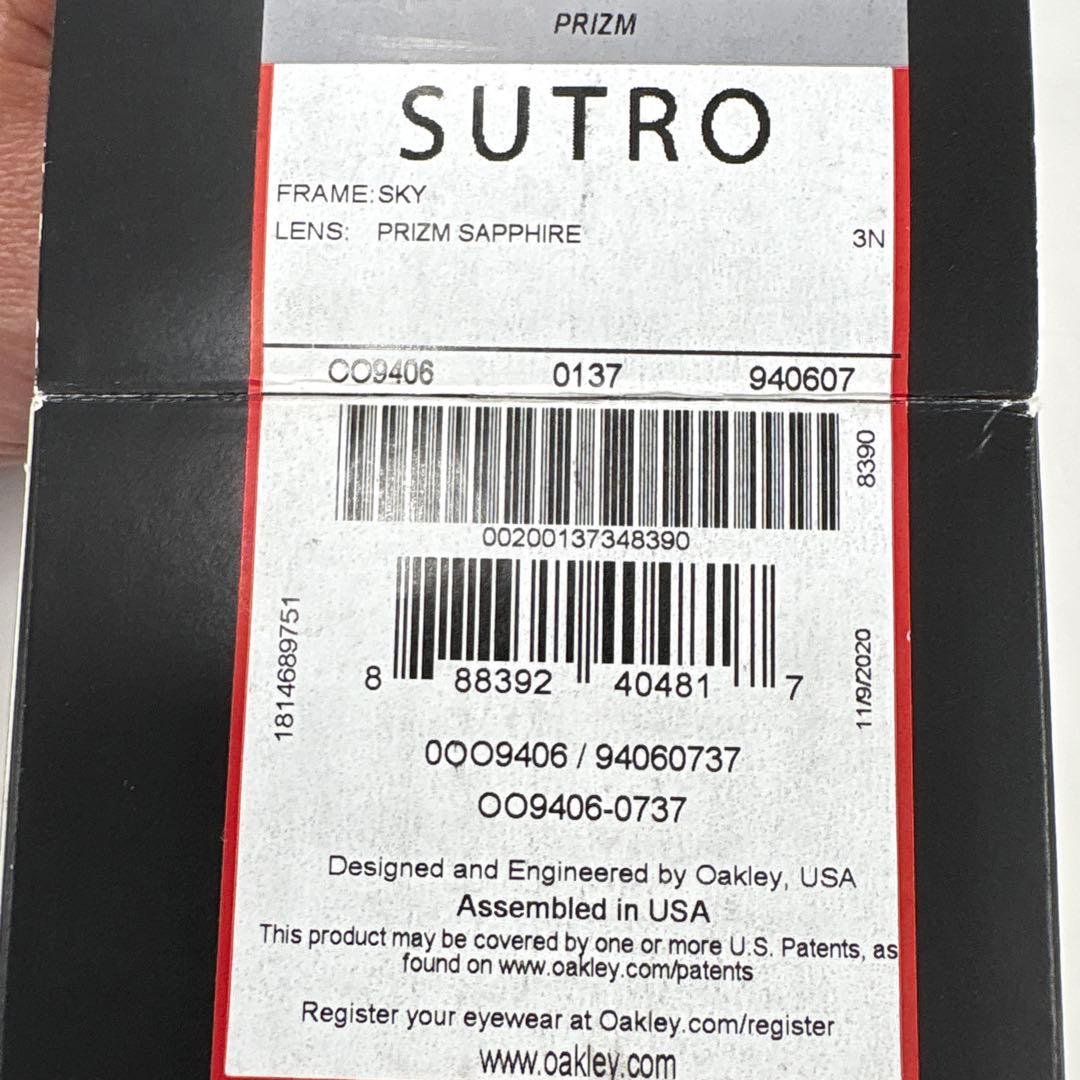 PRIZM
SUTRO
FRAME: SKY
LENS: PRIZM SAPPHIRE 3N
OO9406 0137 940607
8390
00200137348390
1814689751
8 88392 40481 7
11/9/2020
0OO9406 / 94060737
OO9406-0737
Designed and Engineered by Oakley, USA
Assembled in USA
This product may be covered by one or more U.S. Patents, as
found on www.oakley.com/patents
Register your eyewear at Oakley.com/register
www.oakley.com